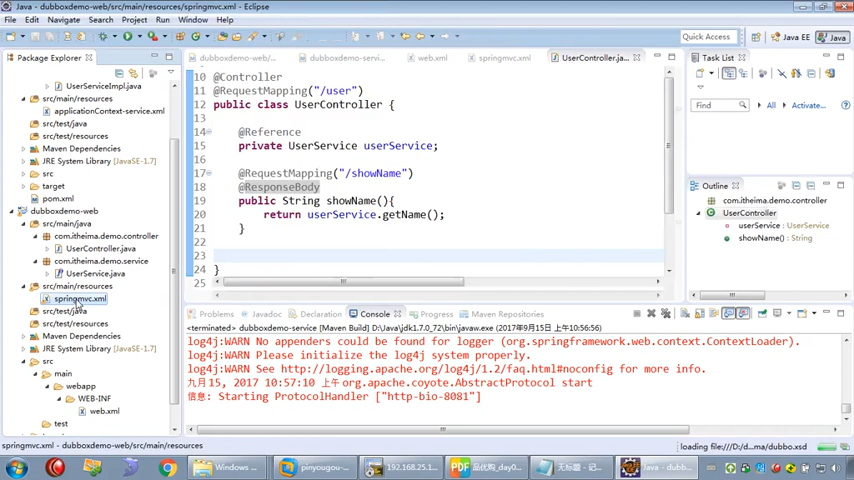 Java - dubboxdemo-web/src/main/resources/springmvc.xml - Eclipse
File Edit Navigate Search Project Run Window Help
Quick Access
Java EE
Java
Package Explorer
UserServiceImpl.java
src/main/resources
applicationContext-service.xml
src/test/java
src/test/resources
Maven Dependencies
JRE System Library [JavaSE-1.7]
src
target
pom.xml
dubboxdemo-web
src/main/java
com.itheima.demo.controller
UserController.java
com.itheima.demo.service
UserService.java
src/main/resources
springmvc.xml
src/test/java
src/test/resources
Maven Dependencies
JRE System Library [JavaSE-1.7]
src
main
webapp
WEB-INF
web.xml
test
dubboxdemo-web/...
dubboxdemo-servi...
web.xml
springmvc.xml
UserController.ja...
10 @Controller
11 @RequestMapping("/user")
12 public class UserController {
13
14 @Reference
15 private UserService userService;
16
17 @RequestMapping("/showName")
18 @ResponseBody
19 public String showName(){
20 return userService.getName();
21 }
22
23
24 }
25
Task List
Find
All
Activate...
Outline
com.itheima.demo.controller
UserController
userService : UserService
showName() : String
Problems
Javadoc
Declaration
Console
Progress
Maven Repositories
<terminated> dubboxdemo-service [Maven Build] D:\Java\jdk1.7.0_72\bin\javaw.exe (2017年9月15日 上午10:56:56)
log4j:WARN No appenders could be found for logger (org.springframework.web.context.ContextLoader).
log4j:WARN Please initialize the log4j system properly.
log4j:WARN See http://logging.apache.org/log4j/1.2/faq.html#noconfig for more info.
九月 15, 2017 10:57:10 上午 org.apache.coyote.AbstractProtocol start
信息: Starting ProtocolHandler ["http-bio-8081"]
springmvc.xml - dubboxdemo-web/src/main/resources
loading file:///D:/d...ma/dubbo.xsd
Windows ...
pinyougou-...
192.168.25.1...
品优购_day0...
无标题 - 记...
Java - dubb...